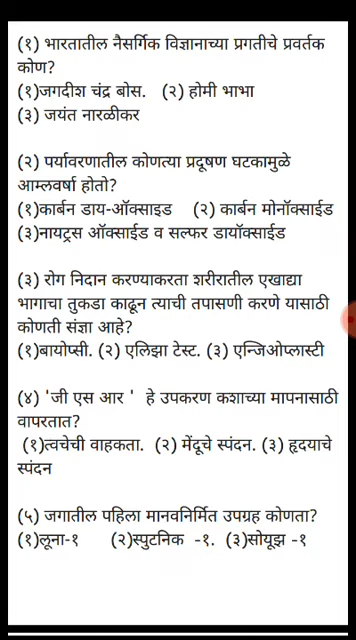 (१) भारतातील नैसर्गिक विज्ञानाच्या प्रगतीचे प्रवर्तक
कोण?
(१)जगदीश चंद्र बोस. (२) होमी भाभा
(३) जयंत नारळीकर
(२) पर्यावरणातील कोणत्या प्रदूषण घटकामुळे
आम्लवर्षा होतो?
(१)कार्बन डाय-ऑक्साइड (२) कार्बन मोनॉक्साईड
(३)नायट्रस ऑक्साईड व सल्फर डायॉक्साईड
(३) रोग निदान करण्याकरता शरीरातील एखाद्या
भागाचा तुकडा काढून त्याची तपासणी करणे यासाठी
कोणती संज्ञा आहे?
(१)बायोप्सी. (२) एलिझा टेस्ट. (३) एन्जिओप्लास्टी
(४) 'जी एस आर ' हे उपकरण कशाच्या मापनासाठी
वापरतात?
(१)त्वचेची वाहकता. (२) मेंदूचे स्पंदन. (३) हृदयाचे
स्पंदन
(५) जगातील पहिला मानवनिर्मित उपग्रह कोणता?
(१)लूना-१ (२)स्पुटनिक -१. (३)सोयूझ -१